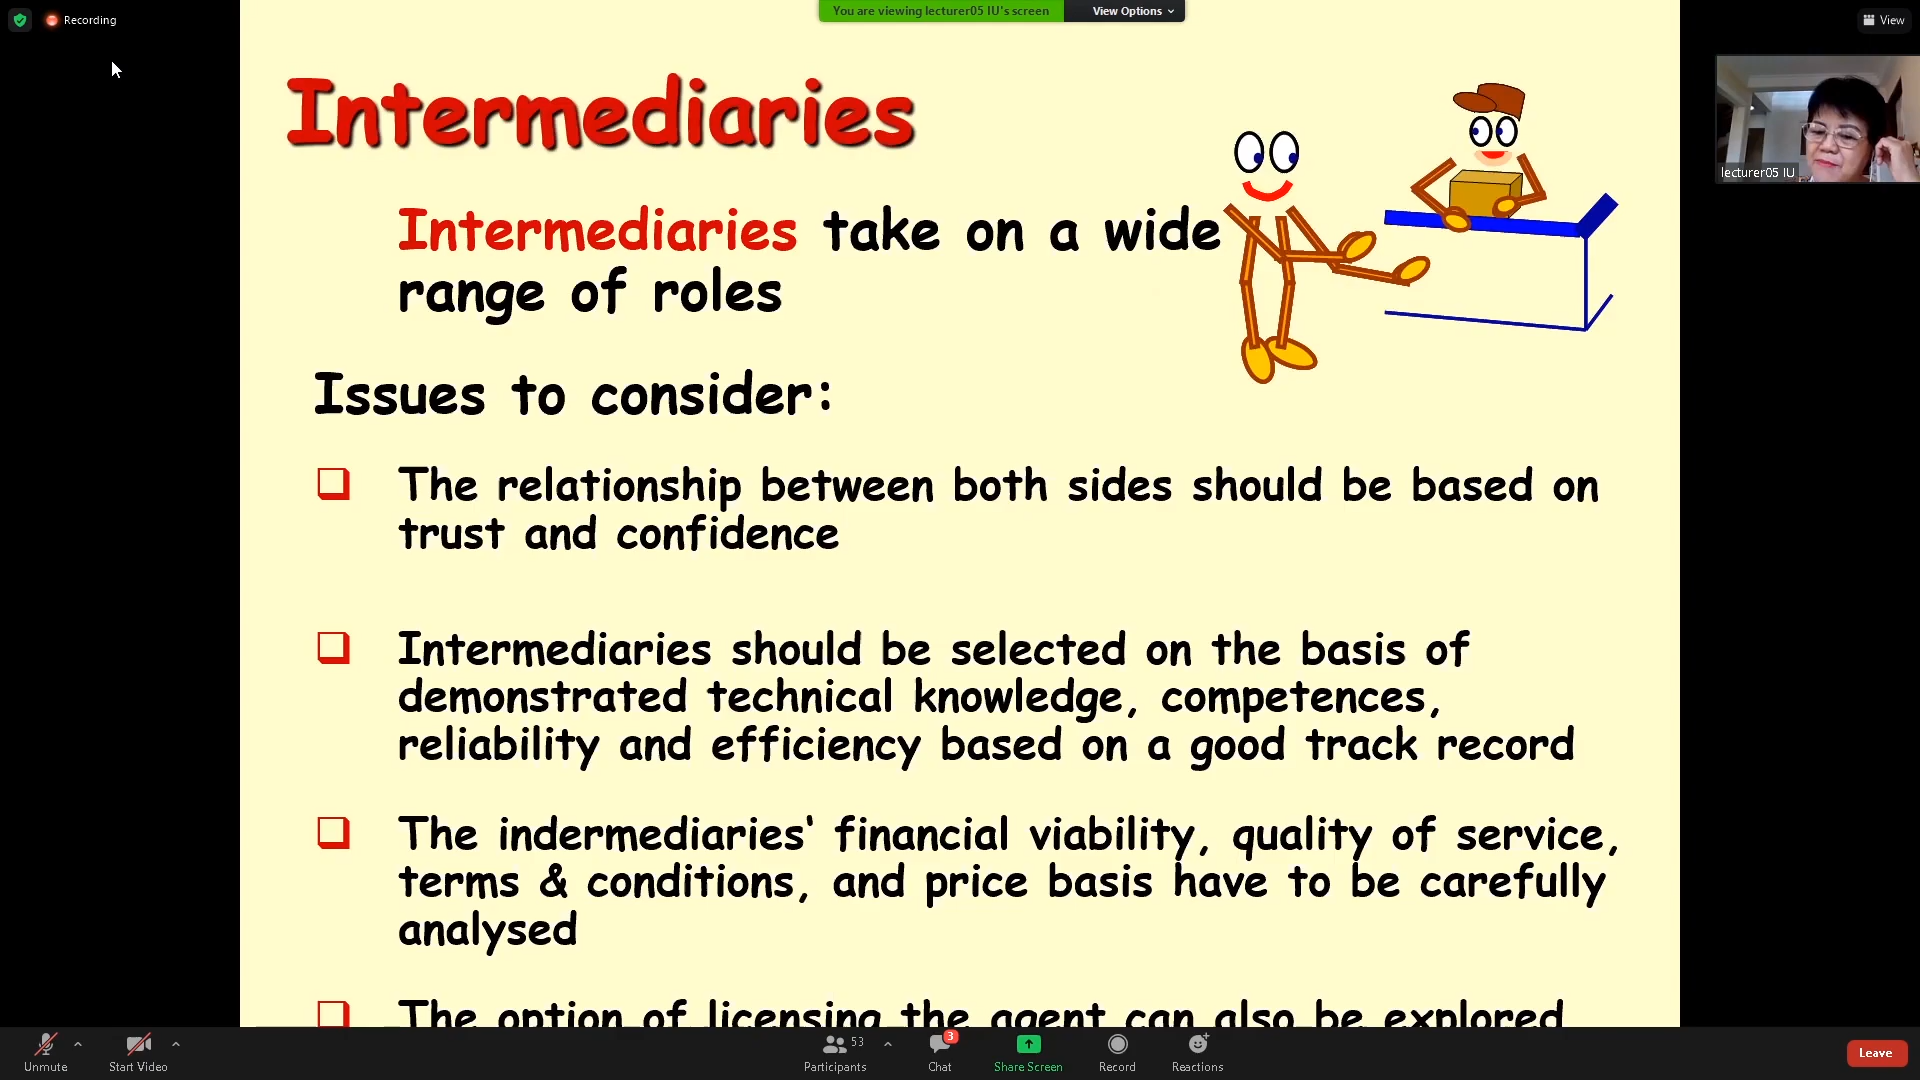 Recording
You are viewing lecturer05 IU's screen
View Options
View
Intermediaries
lecturer05 IU
Intermediaries take on a wide
range of roles
Issues to consider:
The relationship between both sides should be based on
trust and confidence
Intermediaries should be selected on the basis of
demonstrated technical knowledge, competences,
reliability and efficiency based on a good track record
The indermediaries‘ financial viability, quality of service,
terms & conditions, and price basis have to be carefully
analysed
The option of licensing the agent can also be explored
Unmute
Start Video
53
Participants
3
Chat
Share Screen
Record
Reactions
Leave